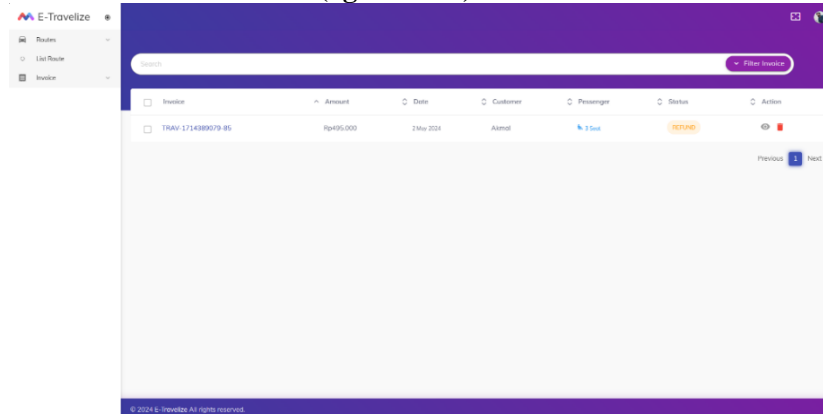 E-Travelize
Routes
List Route
Invoice
Search
Filter Invoice
Invoice Amount Date Customer Pessenger Status Action
TRAV-1714389079-85 Rp495,000 2 May 2024 Akmal 3 Seat REFUND
Previous 1 Next
© 2024 E-Travelize All rights reserved.